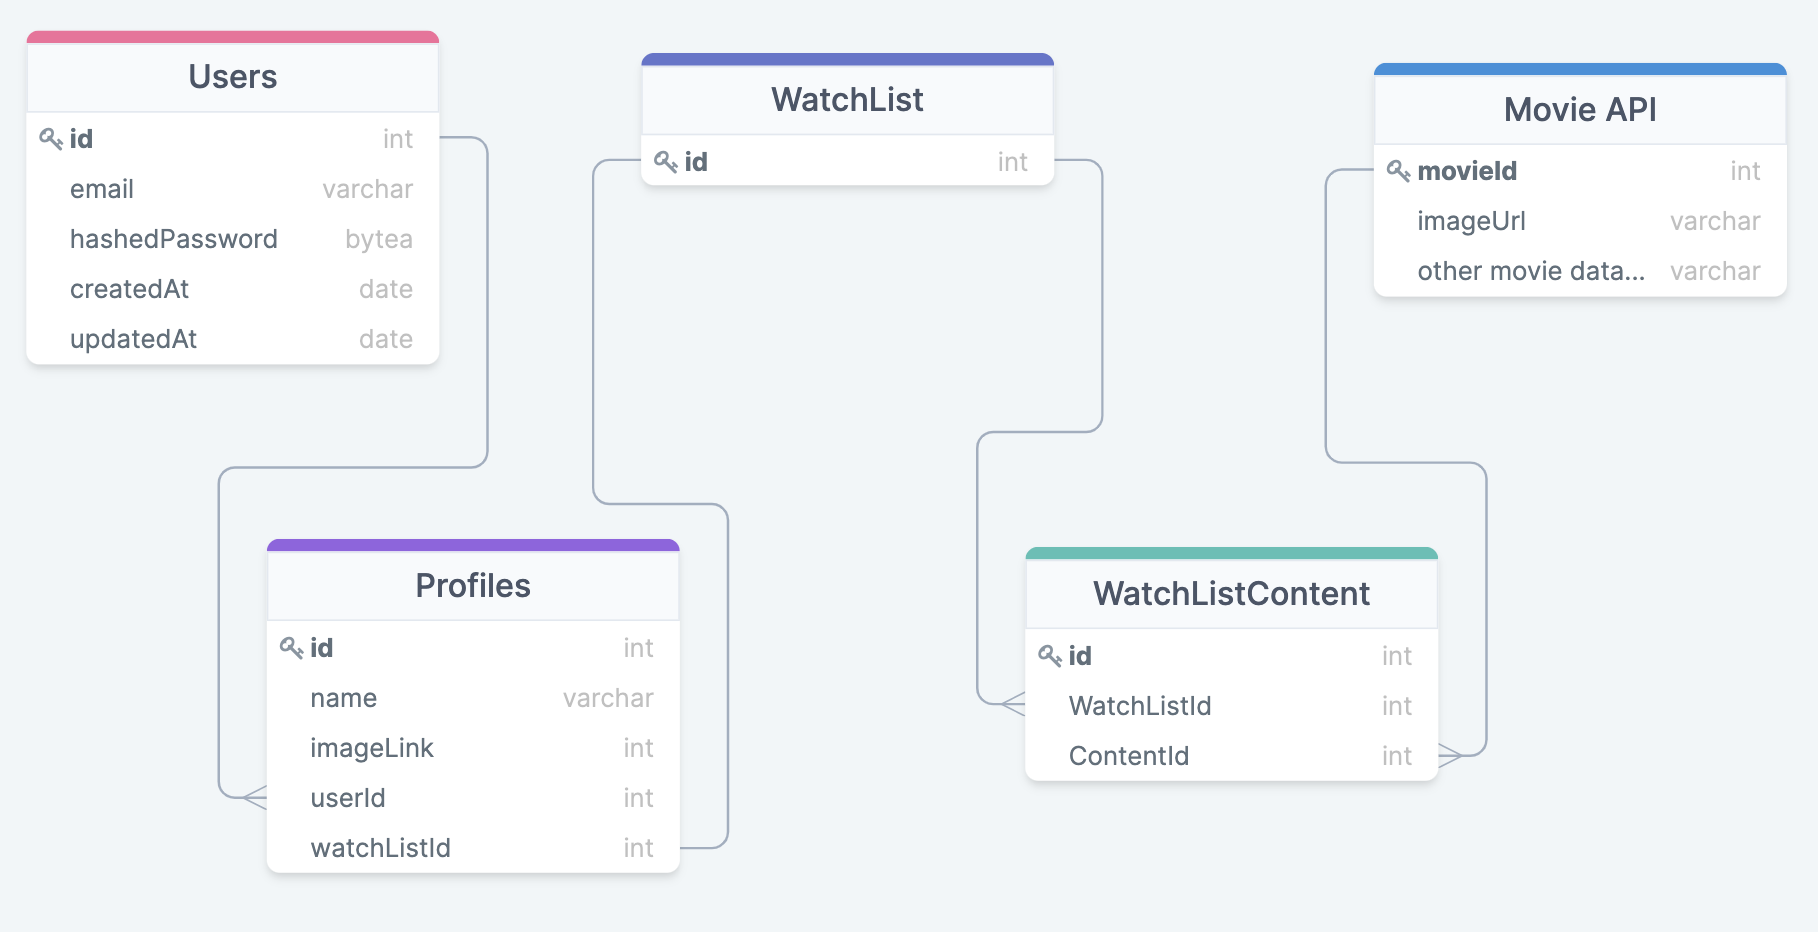 Users
id int
email varchar
hashedPassword bytea
createdAt date
updatedAt date
WatchList
id int
Movie API
movieId int
imageUrl varchar
other movie data... varchar
Profiles
id int
name varchar
imageLink int
userId int
watchListId int
WatchListContent
id int
WatchListId int
ContentId int